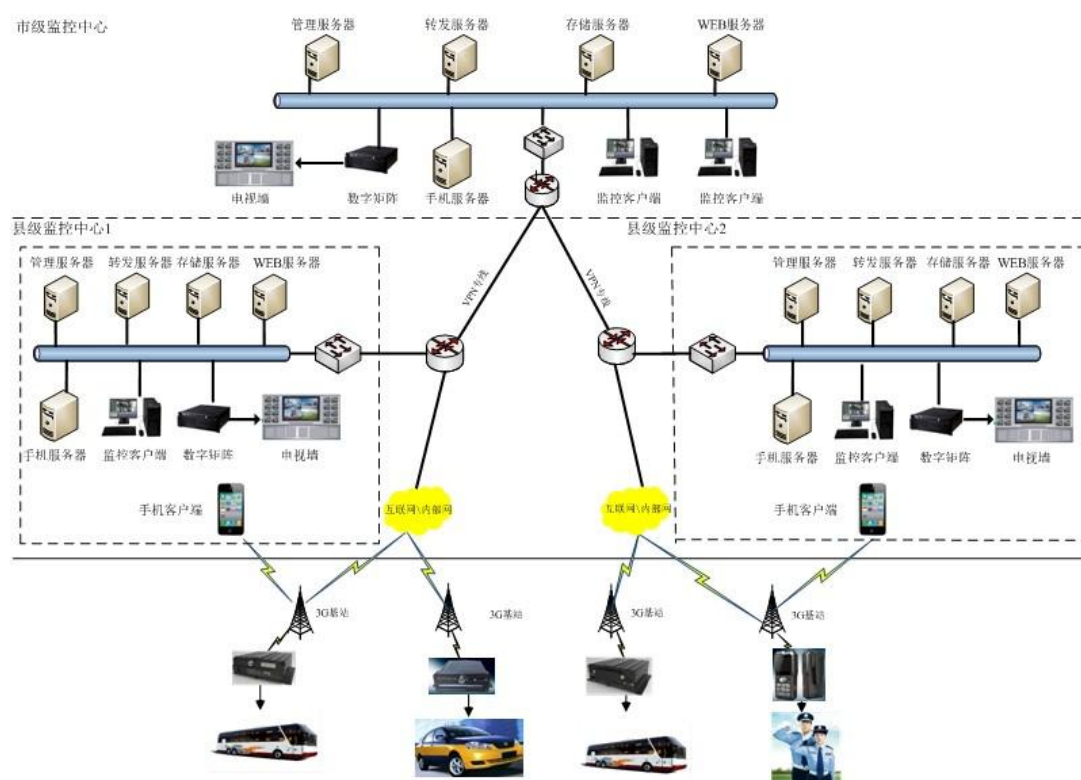 市级监控中心
管理服务器 转发服务器 存储服务器 WEB服务器
电视墙 数字矩阵 手机服务器 监控客户端 监控客户端
县级监控中心1 县级监控中心2
管理服务器 转发服务器 存储服务器 WEB服务器
管理服务器 转发服务器 存储服务器 WEB服务器
VPN专线 VPN专线
手机服务器 监控客户端 数字矩阵 电视墙
手机服务器 监控客户端 数字矩阵 电视墙
手机客户端 互联网\内部网 互联网\内部网 手机客户端
3G基站 3G基站 3G基站 3G基站